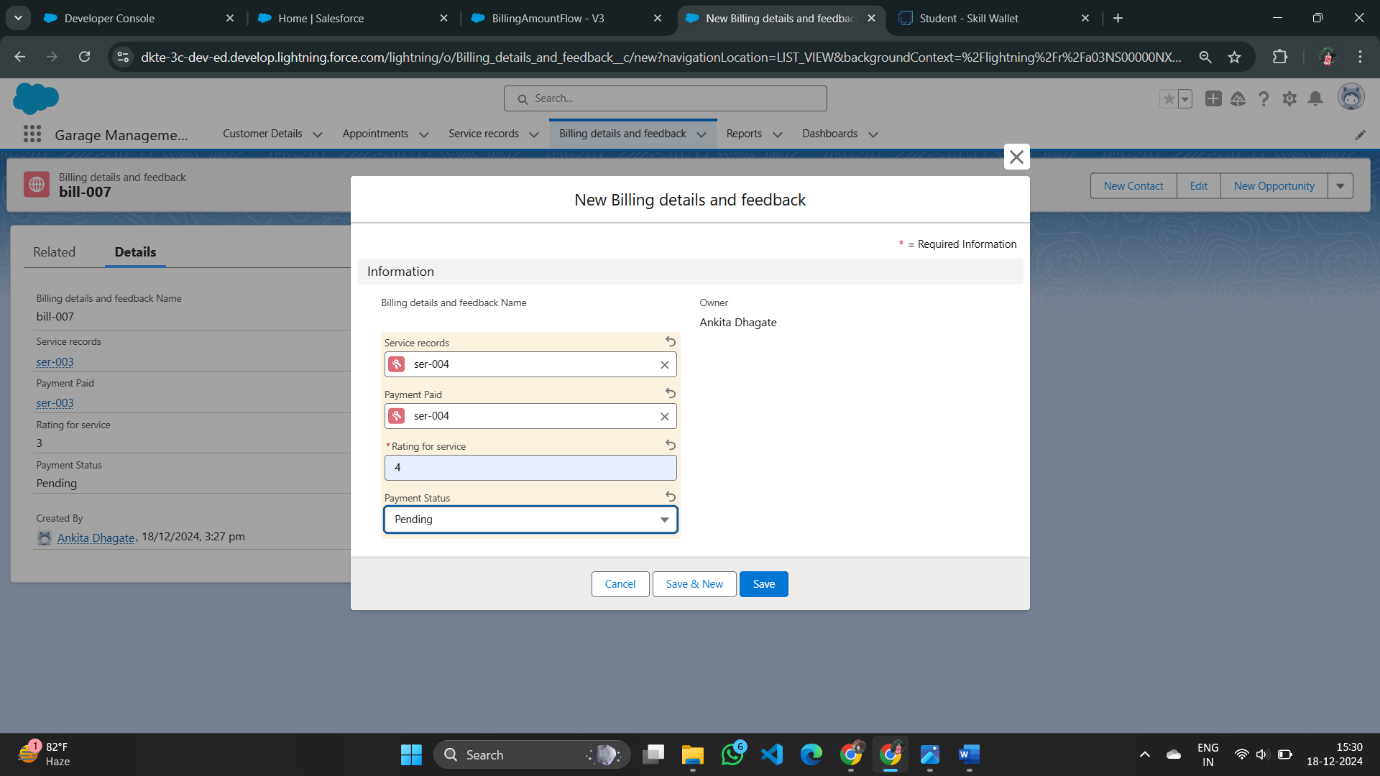 Developer Console
Home | Salesforce
BillingAmountFlow - V3
New Billing details and feedbac
Student - Skill Wallet
dkte-3c-dev-ed.develop.lightning.force.com/lightning/o/Billing_details_and_feedback__c/new?navigationLocation=LIST_VIEW&backgroundContext=%2Flightning%2Fr%2Fa03NS00000NX...
Search...
Garage Manageme...
Customer Details
Appointments
Service records
Billing details and feedback
Reports
Dashboards
Billing details and feedback
bill-007
New Contact
Edit
New Opportunity
Related
Details
Billing details and feedback Name
bill-007
Service records
ser-003
Payment Paid
ser-003
Rating for service
3
Payment Status
Pending
Created By
Ankita Dhagate, 18/12/2024, 3:27 pm
New Billing details and feedback
* = Required Information
Information
Billing details and feedback Name
Owner
Ankita Dhagate
Service records
ser-004
Payment Paid
ser-004
*Rating for service
4
Payment Status
Pending
Cancel
Save & New
Save
1
82°F
Haze
Search
6
ENG
IN
15:30
18-12-2024